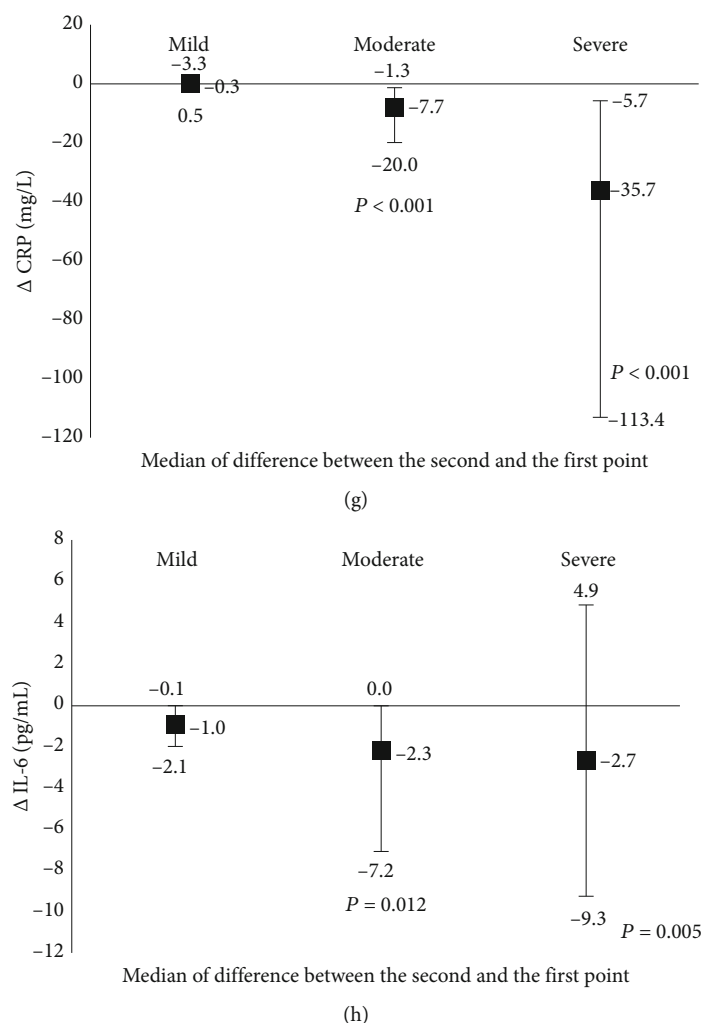 20
0
–20
–40
–60
–80
–100
–120
Δ CRP (mg/L)
Mild
Moderate
Severe
–3.3
–0.3
0.5
–1.3
–7.7
–20.0
P < 0.001
–5.7
–35.7
P < 0.001
–113.4
Median of difference between the second and the first point
(g)
8
6
4
2
0
–2
–4
–6
–8
–10
–12
Δ IL-6 (pg/mL)
Mild
Moderate
Severe
–0.1
–1.0
–2.1
0.0
–2.3
–7.2
P = 0.012
4.9
–2.7
–9.3
P = 0.005
Median of difference between the second and the first point
(h)